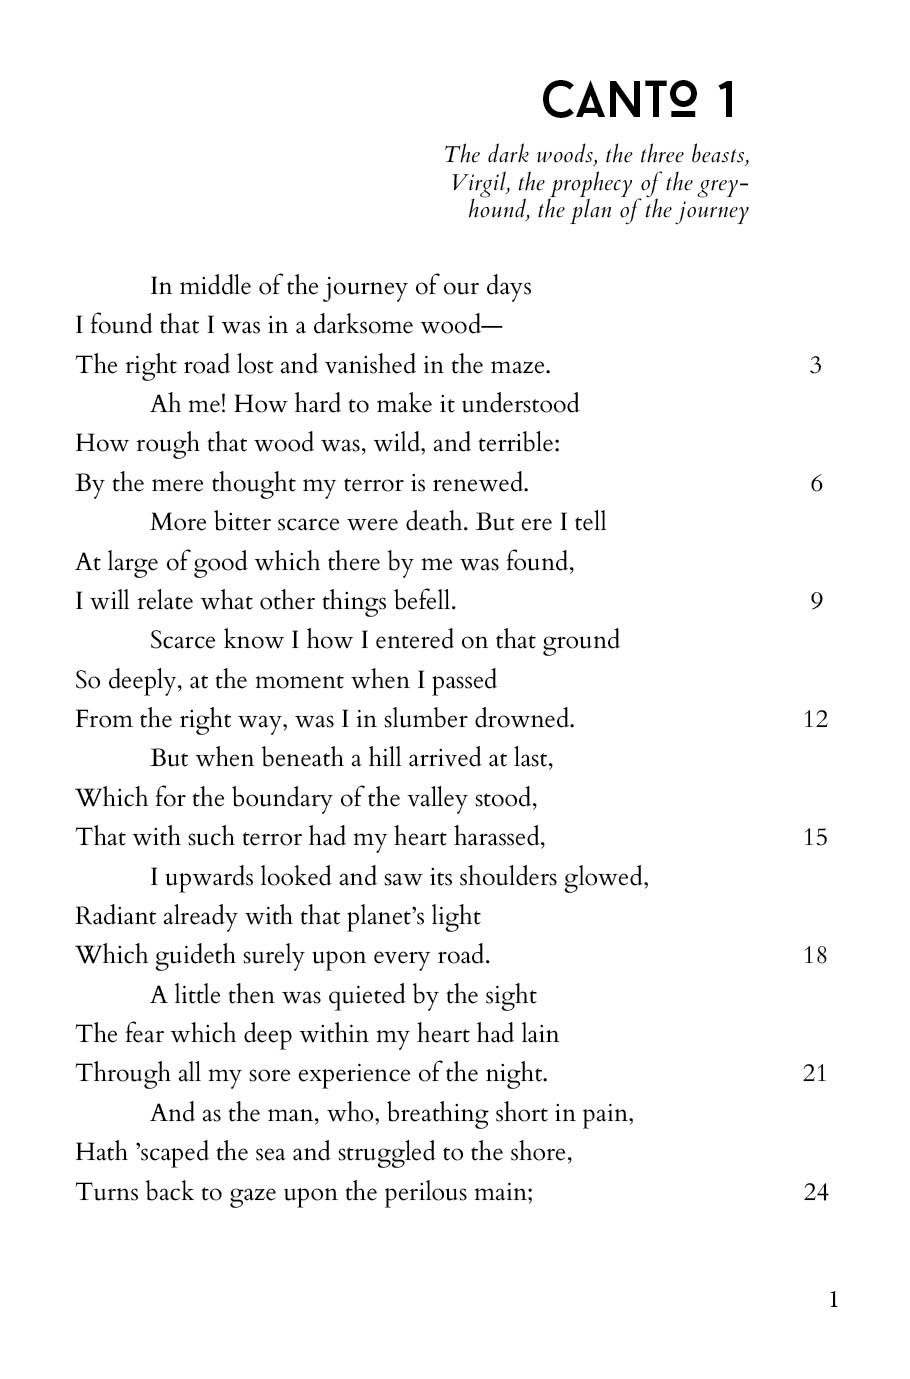 CANTO 1
The dark woods, the three beasts,
Virgil, the prophecy of the grey-
hound, the plan of the journey
In middle of the journey of our days
I found that I was in a darksome wood—
The right road lost and vanished in the maze. 3
Ah me! How hard to make it understood
How rough that wood was, wild, and terrible:
By the mere thought my terror is renewed. 6
More bitter scarce were death. But ere I tell
At large of good which there by me was found,
I will relate what other things befell. 9
Scarce know I how I entered on that ground
So deeply, at the moment when I passed
From the right way, was I in slumber drowned. 12
But when beneath a hill arrived at last,
Which for the boundary of the valley stood,
That with such terror had my heart harassed, 15
I upwards looked and saw its shoulders glowed,
Radiant already with that planet’s light
Which guideth surely upon every road. 18
A little then was quieted by the sight
The fear which deep within my heart had lain
Through all my sore experience of the night. 21
And as the man, who, breathing short in pain,
Hath ’scaped the sea and struggled to the shore,
Turns back to gaze upon the perilous main; 24
1